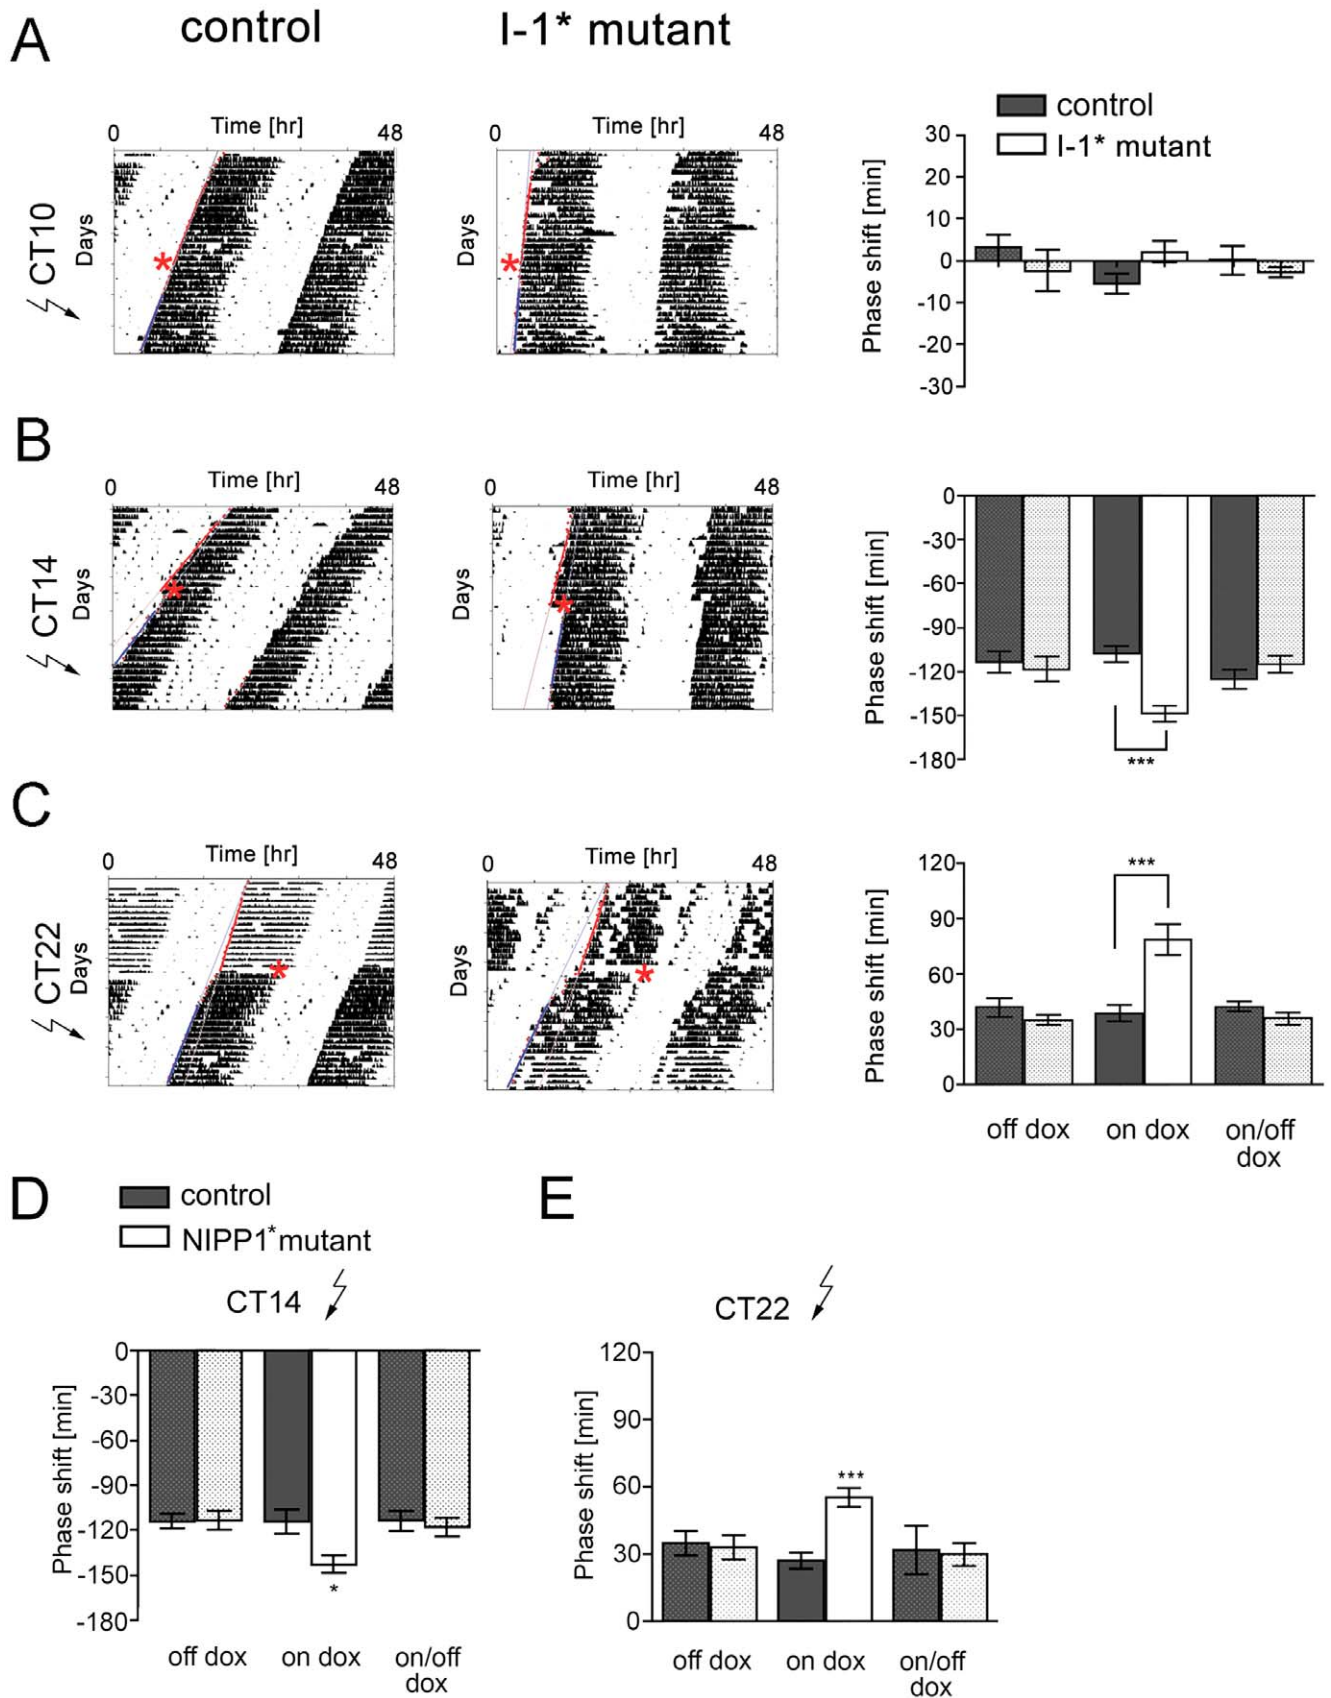 A
control
I-1* mutant
0
Time [hr]
48
0
Time [hr]
48
CT10
Days
*
Days
*
control
I-1* mutant
Phase shift [min]
30
20
10
0
-10
-20
-30
B
0
Time [hr]
48
0
Time [hr]
48
CT14
Days
*
Days
*
Phase shift [min]
0
-30
-60
-90
-120
-150
-180
***
C
0
Time [hr]
48
0
Time [hr]
48
CT22
Days
*
Days
*
Phase shift [min]
120
90
60
30
0
***
off dox
on dox
on/off
dox
D
control
NIPP1* mutant
CT14
Phase shift [min]
0
-30
-60
-90
-120
-150
-180
*
off dox
on dox
on/off
dox
E
CT22
Phase shift [min]
120
90
60
30
0
***
off dox
on dox
on/off
dox